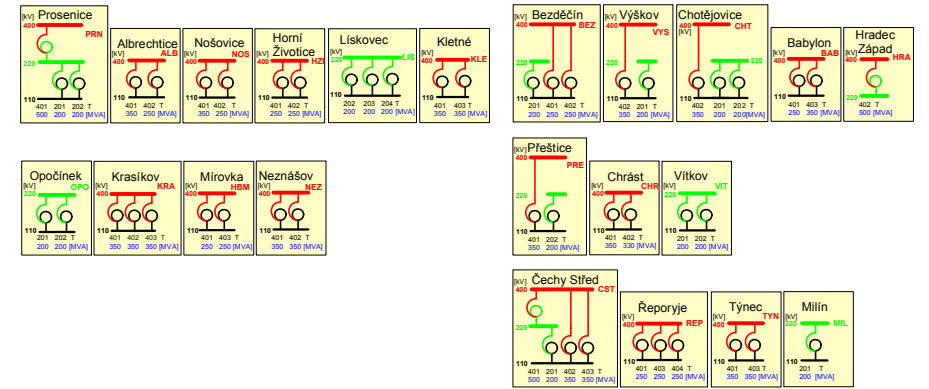 Prosenice
[kV]
400
PRN
220
110
401 201 202 T
500 200 200 [MVA]
Albrechtice
[kV]
ALB
400
110
401 402 T
350 250 [MVA]
Nošovice
[kV]
NOS
400
110
401 402 T
350 250 [MVA]
Horní
Životice
[kV]
HZI
400
110
401 402 T
250 250 [MVA]
Lískovec
[kV]
LIS
220
110
202 203 204 T
200 200 200 [MVA]
Kletné
[kV]
KLE
400
110
401 403 T
350 350 [MVA]
Bezděčín
[kV]
400
BEZ
220
110
201 401 402 T
200 250 250 [MVA]
Výškov
[kV]
400
VYS
220
110
402 201 T
350 200 [MVA]
Chotějovice
[kV]
400
CHT
220
110
402 201 202 T
350 200 200[MVA]
Babylon
[kV]
BAB
400
110
401 403 T
350 250 [MVA]
Hradec
Západ
[kV]
HRA
400
220
402 T
500 [MVA]
Opočínek
[kV]
OPO
220
110
201 202 T
200 200 [MVA]
Krasíkov
[kV]
KRA
400
110
401 402 403 T
350 350 350 [MVA]
Mírovka
[kV]
HBM
400
110
401 403 T
250 250 [MVA]
Neznášov
[kV]
NEZ
400
110
401 402 T
350 350 [MVA]
Přeštice
[kV]
400
PRE
220
110
401 202 T
350 200 [MVA]
Chrást
[kV]
CHR
400
110
401 402 T
350 330 [MVA]
Vítkov
[kV]
VIT
220
110
201 202 T
200 200 [MVA]
Čechy Střed
[kV]
400
CST
220
110
401 201 402 403 T
500 200 350 350 [MVA]
Řeporyje
[kV]
400
REP
110
401 403 404 T
250 250 250 [MVA]
Týnec
[kV]
400
TYN
110
401 403 T
350 350 [MVA]
Milín
[kV]
220
MIL
110
201 T
200 [MVA]